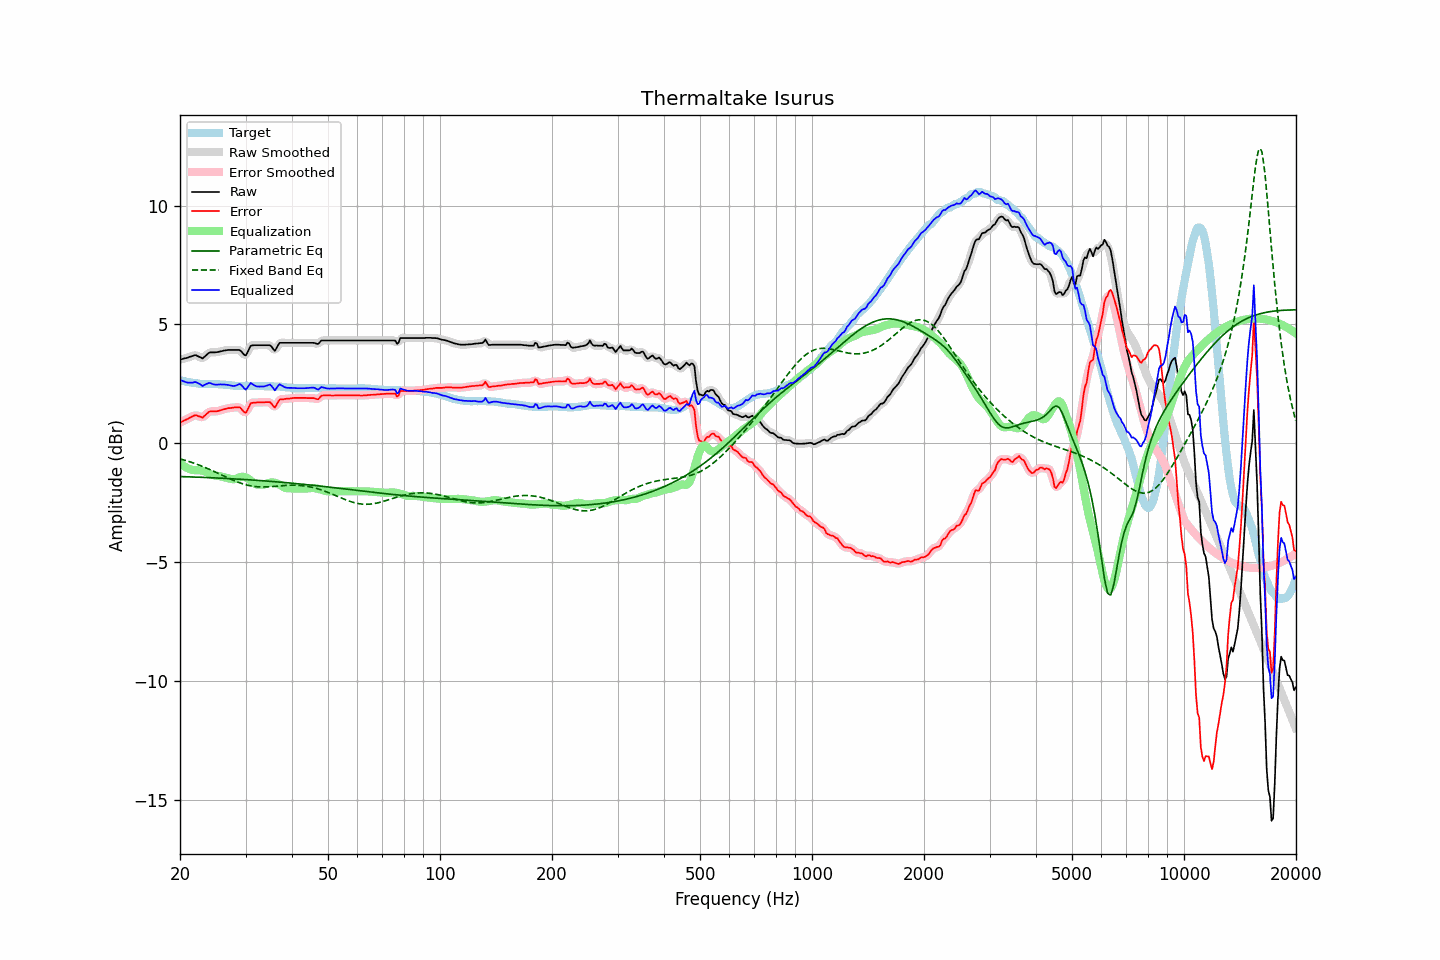 Thermaltake Isurus
Target
Raw Smoothed
Error Smoothed
Raw
Error
Equalization
Parametric Eq
Fixed Band Eq
Equalized
10
5
0
−5
−10
−15
Amplitude (dBr)
20 50 100 200 500 1000 2000 5000 10000 20000
Frequency (Hz)